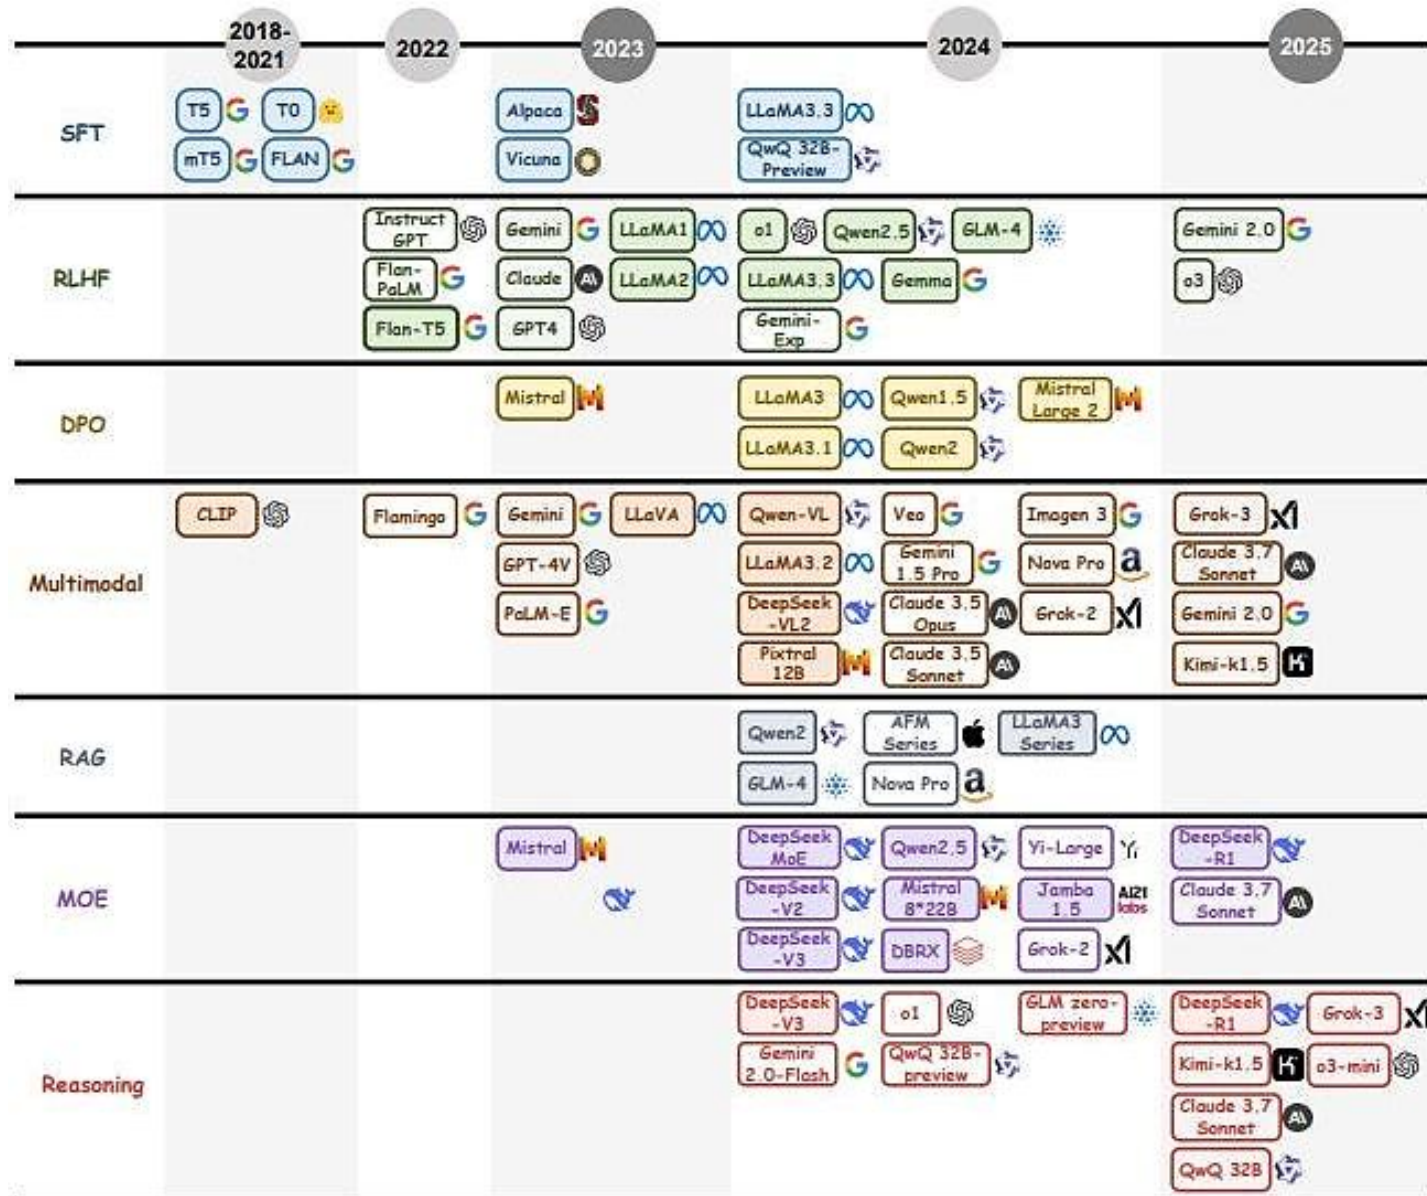 2018-
2021
2022
2023
2024
2025
SFT
T5 T0
mT5 FLAN
Alpaca
Vicuna
LLaMA3.3
QwQ 32B-
Preview
RLHF
Instruct
GPT
Flan-
PaLM
Flan-T5
Gemini LLaMA1
Claude LLaMA2
GPT4
o1 Qwen2.5 GLM-4
LLaMA3.3 Gemma
Gemini-
Exp
Gemini 2.0
o3
DPO
Mistral
LLaMA3 Qwen1.5
Mistral
Large 2
LLaMA3.1 Qwen2
Multimodal
CLIP
Flamingo
Gemini LLaVA
GPT-4V
PaLM-E
Qwen-VL Veo Imagen 3
LLaMA3.2
Gemini
1.5 Pro
Nova Pro
a
DeepSeek
-VL2
Claude 3.5
Opus
Grok-2
Pixtral
12B
Claude 3.5
Sonnet
Grok-3
Claude 3.7
Sonnet
Gemini 2.0
Kimi-k1.5
RAG
Qwen2
AFM
Series
LLaMA3
Series
GLM-4 Nova Pro
a
MOE
Mistral
DeepSeek
MoE
Qwen2.5 Yi-Large
DeepSeek
-V2
Mistral
8*22B
Jamba
1.5
AI21
labs
DeepSeek
-V3
DBRX Grok-2
DeepSeek
-R1
Claude 3.7
Sonnet
Reasoning
DeepSeek
-V3
o1
GLM zero-
preview
Gemini
2.0-Flash
QwQ 32B-
preview
DeepSeek
-R1
Grok-3
Kimi-k1.5 o3-mini
Claude 3.7
Sonnet
QwQ 32B